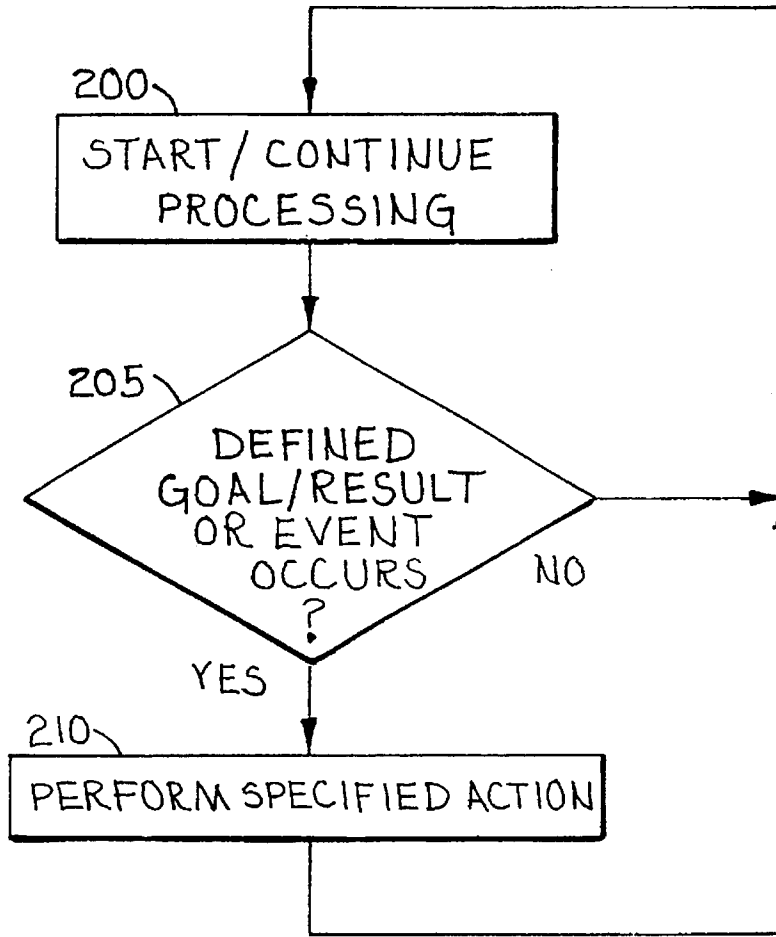 200
START/CONTINUE
PROCESSING
205
DEFINED
GOAL/RESULT
OR EVENT
OCCURS
?
NO
YES
210
PERFORM SPECIFIED ACTION